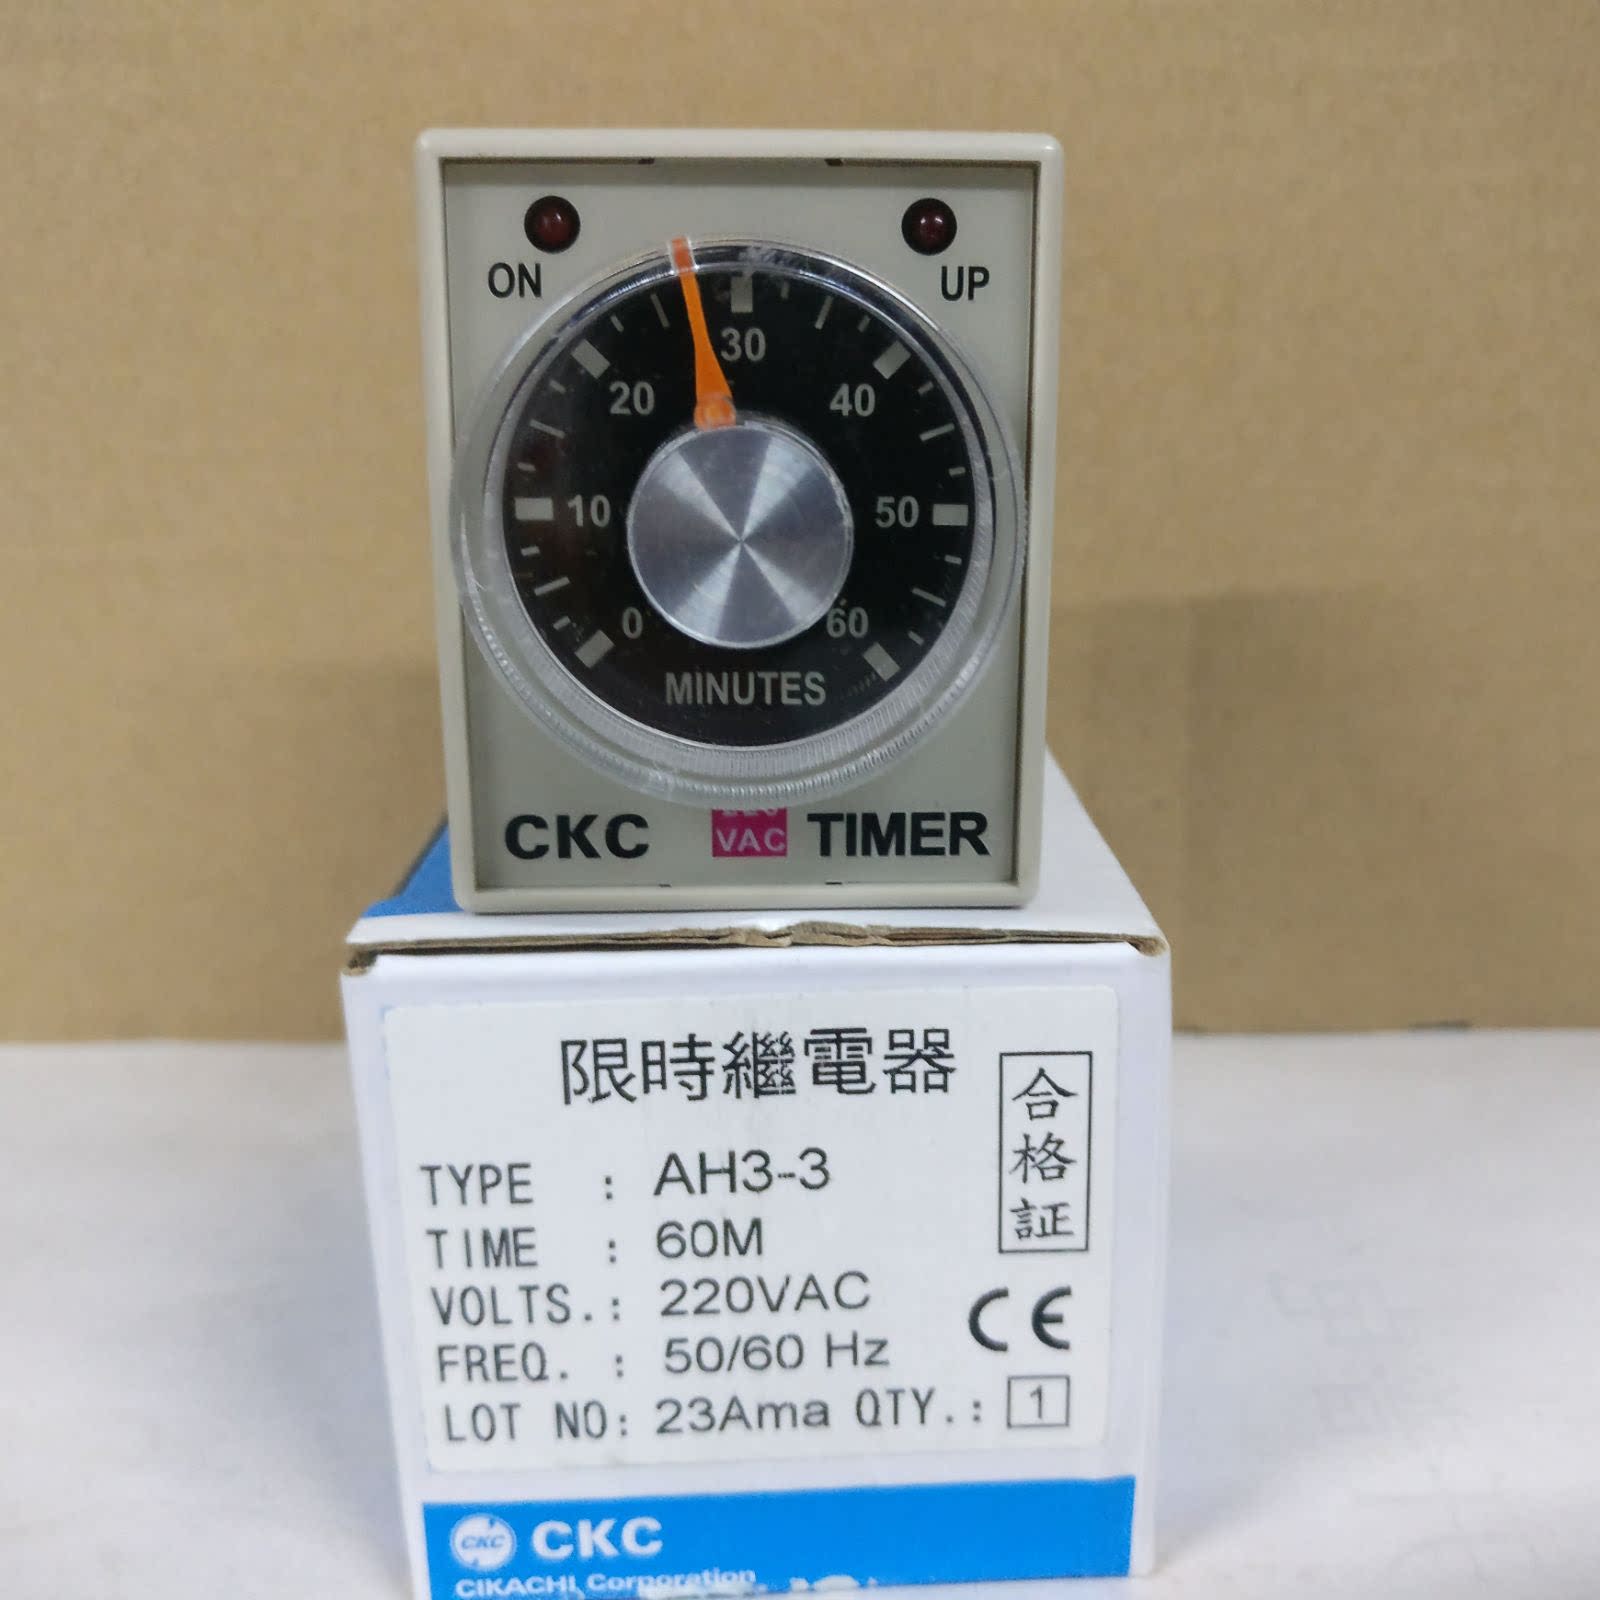 ON
UP
30
20
40
10
50
0
60
MINUTES
CKC
VAC
TIMER
限時繼電器
合格証
TYPE : AH3-3
TIME : 60M
VOLTS.: 220VAC
FREQ. : 50/60 Hz
LOT NO: 23Ama QTY.: 1
CE
CKC CKC
CIKACHI Corporation